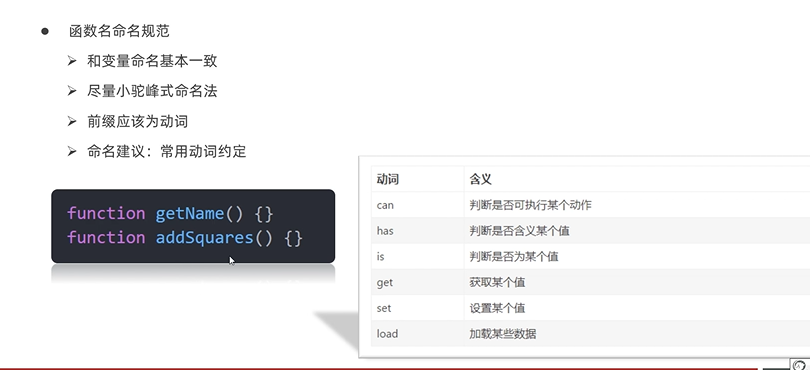 函数名命名规范
和变量命名基本一致
尽量小驼峰式命名法
前缀应该为动词
命名建议：常用动词约定
function getName() {}
function addSquares() {}
动词 含义
can 判断是否可执行某个动作
has 判断是否含义某个值
is 判断是否为某个值
get 获取某个值
set 设置某个值
load 加载某些数据